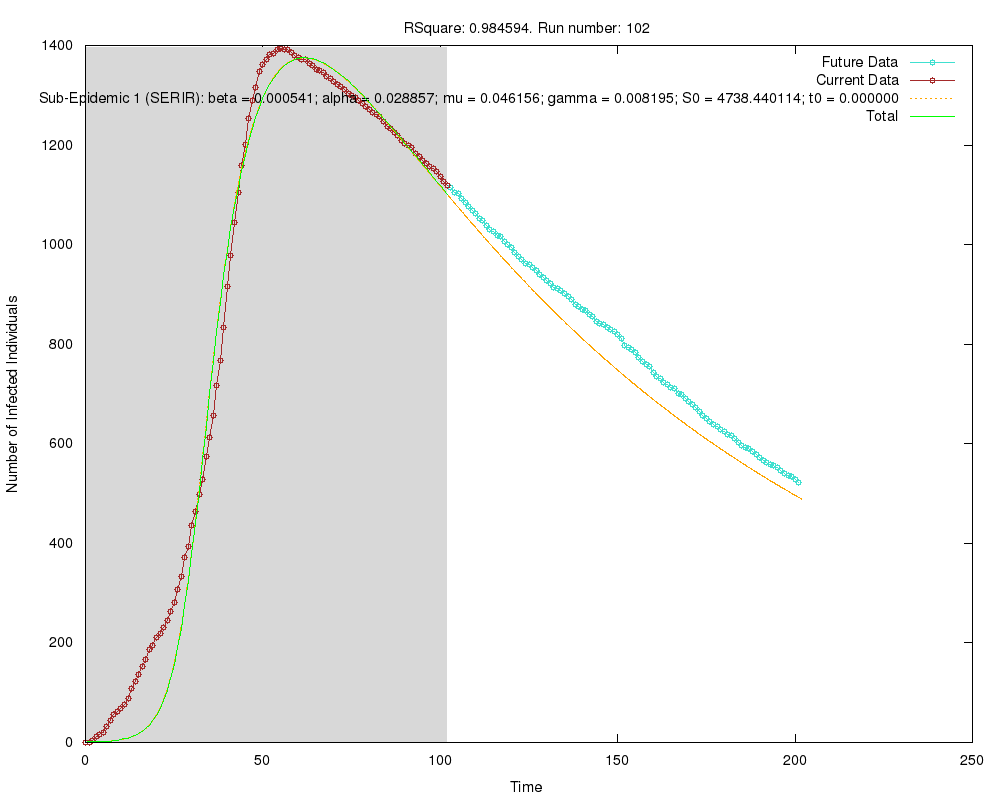 RSquare: 0.984594. Run number: 102
1400
1200
1000
800
600
400
200
0
Number of Infected Individuals
Future Data
Current Data
Sub-Epidemic 1 (SERIR): beta = 0.000541; alpha = 0.028857; mu = 0.046156; gamma = 0.008195; S0 = 4738.440114; t0 = 0.000000
Total
0 50 100 150 200 250
Time